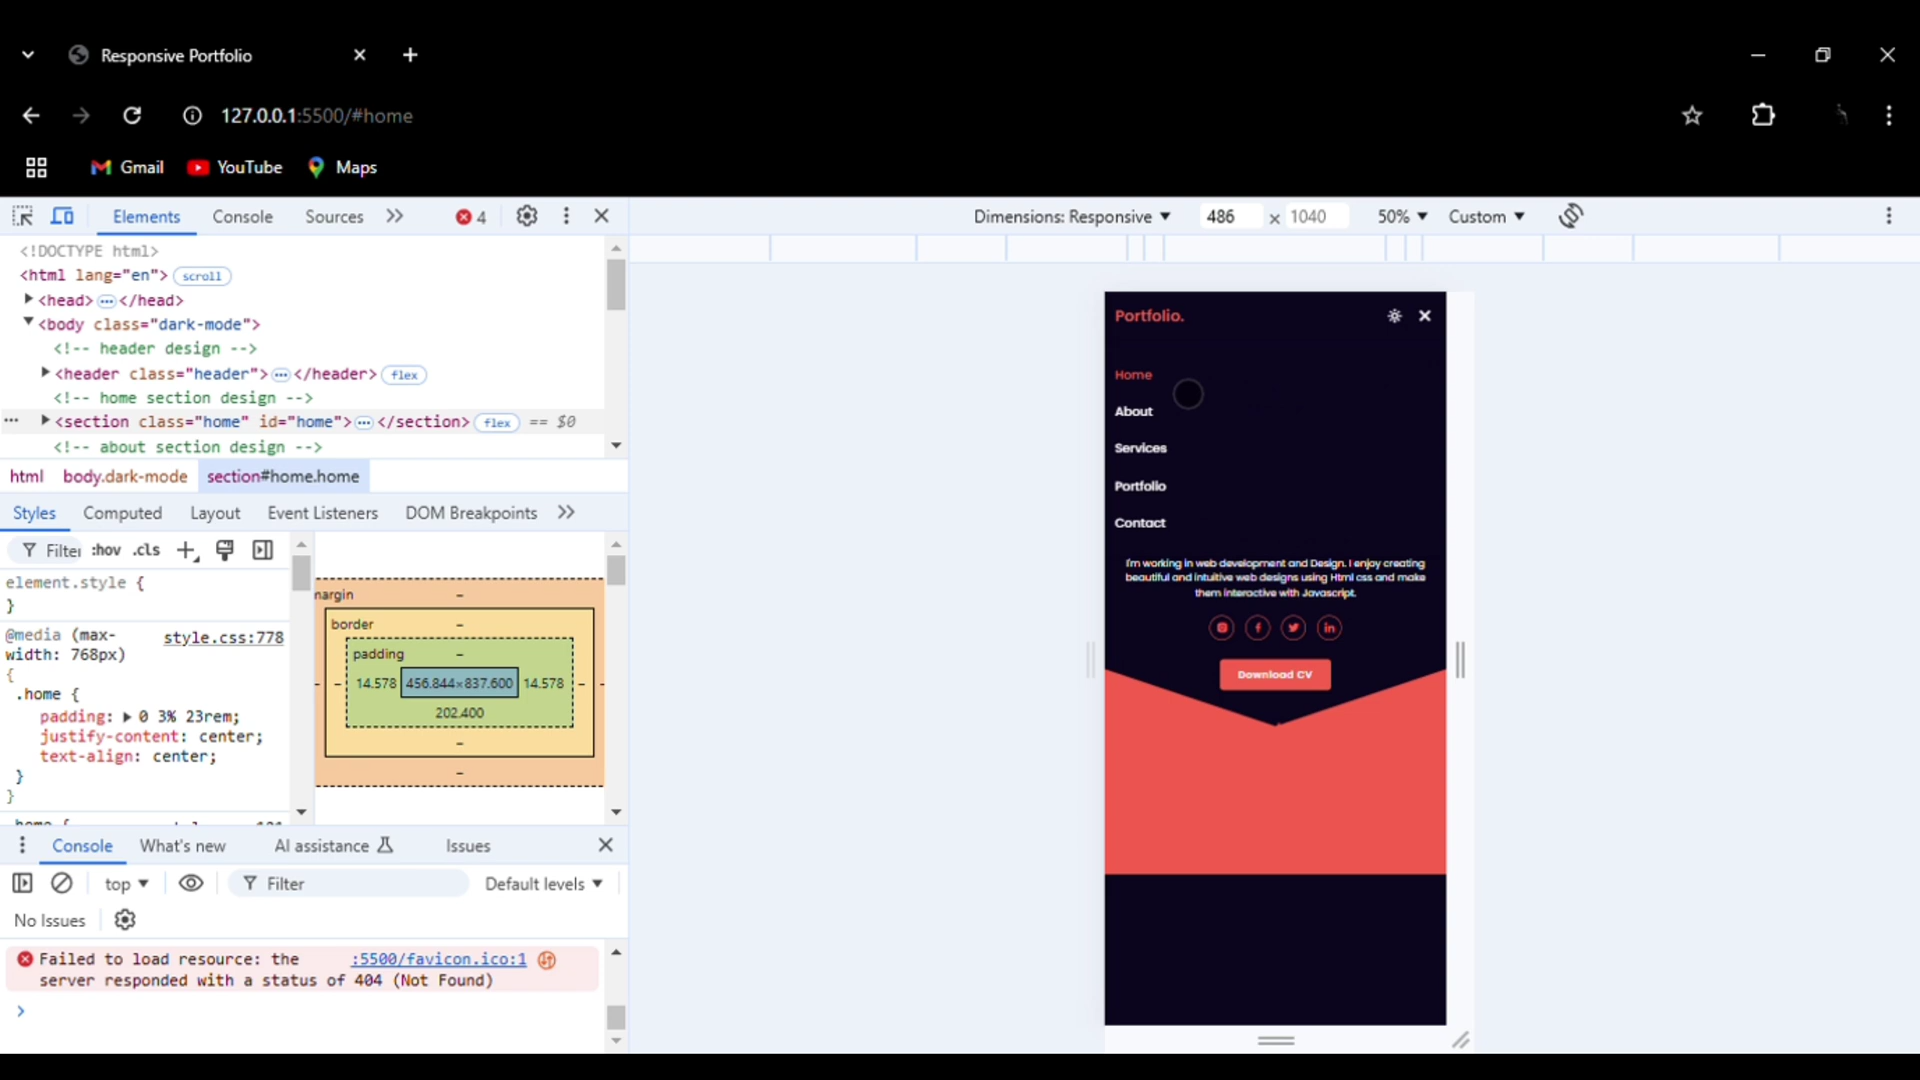 Responsive Portfolio
127.0.0.1:5500/#home
Gmail YouTube Maps
Elements Console Sources 4
Dimensions: Responsive 486 x 1040 50% Custom
<!DOCTYPE html>
<html lang="en"> scroll
<head> … </head>
<body class="dark-mode">
<!-- header design -->
<header class="header"> … </header> flex
<!-- home section design -->
<section class="home" id="home"> … </section> flex == $0
<!-- about section design -->
html body.dark-mode section#home.home
Styles Computed Layout Event Listeners DOM Breakpoints
Filter :hov .cls
element.style {
}
@media (max-width: 768px) style.css:778
{
.home {
padding: 0 3% 23rem;
justify-content: center;
text-align: center;
}
}
margin –
border –
padding –
14.578 456.844×837.600 14.578
202.400
–
–
Console What's new AI assistance Issues
top Filter Default levels
No Issues
Failed to load resource: the :5500/favicon.ico:1
server responded with a status of 404 (Not Found)
Portfolio.
Home
About
Services
Portfolio
Contact
I'm working in web development and Design. I enjoy creating
beautiful and intuitive web designs using Html css and make
them interactive with Javascript.
Download CV